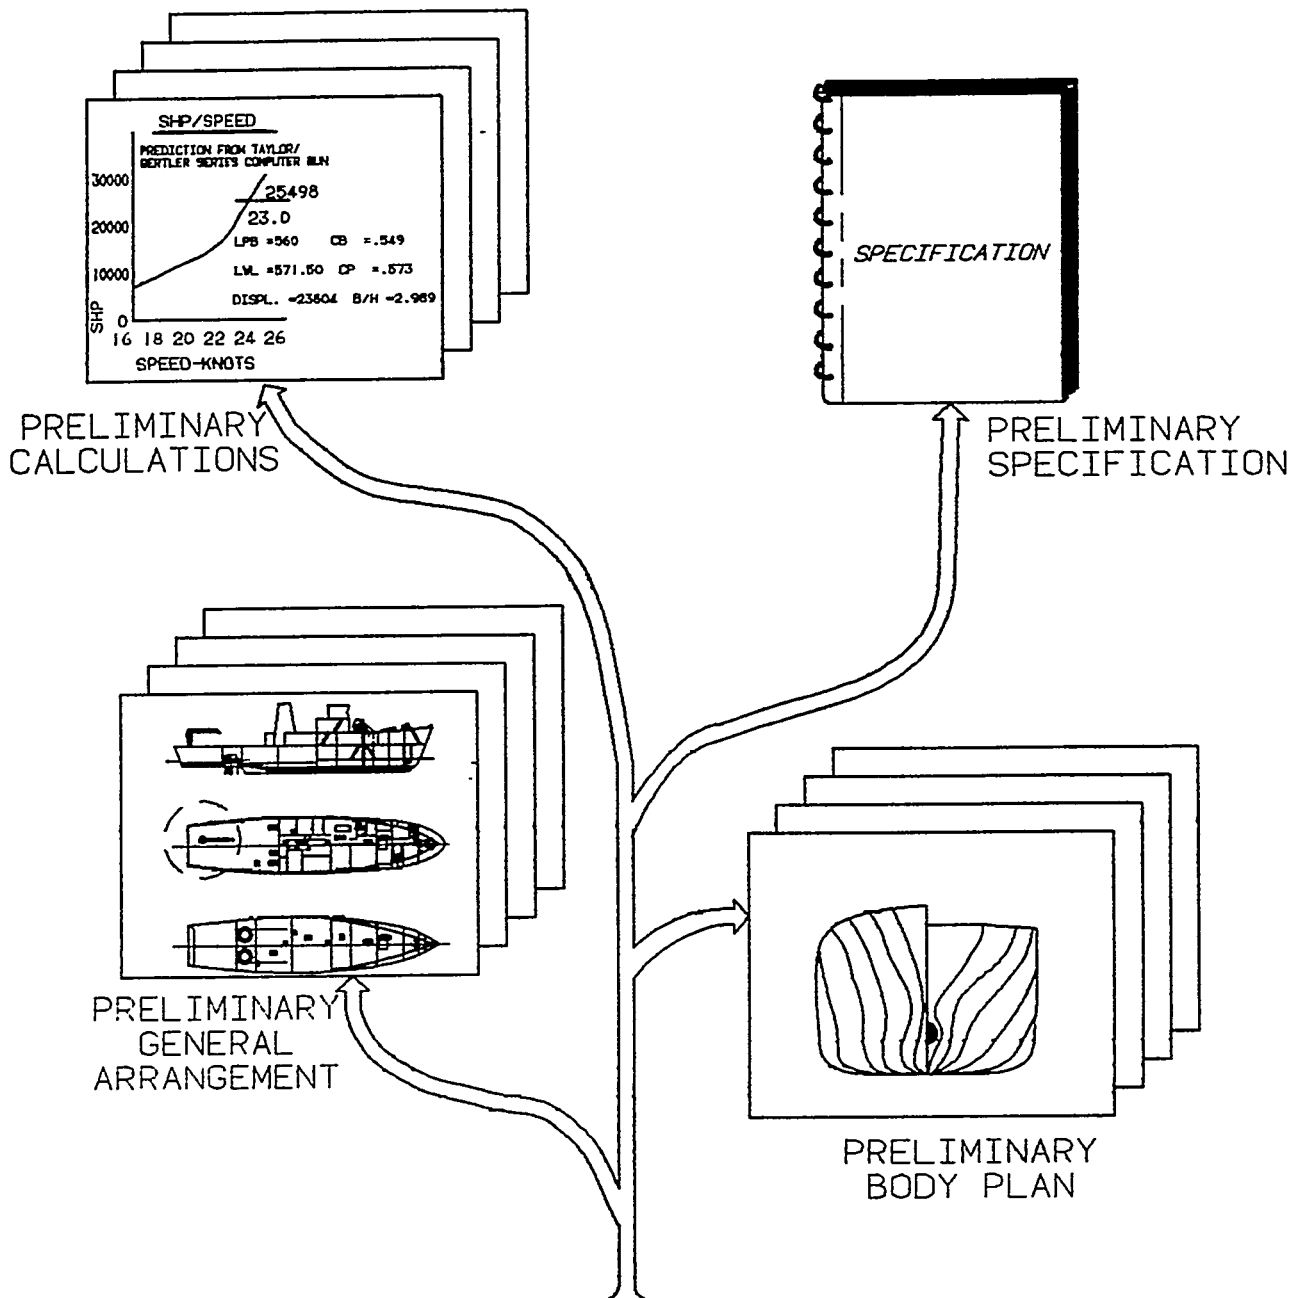 SHP/SPEED
PREDICTION FROM TAYLOR/
GERTLER SERIES COMPUTER RUN
30000
25498
20000
23.0
LPB =560 CB =.549
10000
LWL =571.50 CP =.573
DISPL. =23604 B/H =2.989
SHP
0
16 18 20 22 24 26
SPEED-KNOTS
PRELIMINARY
CALCULATIONS
SPECIFICATION
PRELIMINARY
SPECIFICATION
PRELIMINARY
GENERAL
ARRANGEMENT
PRELIMINARY
BODY PLAN